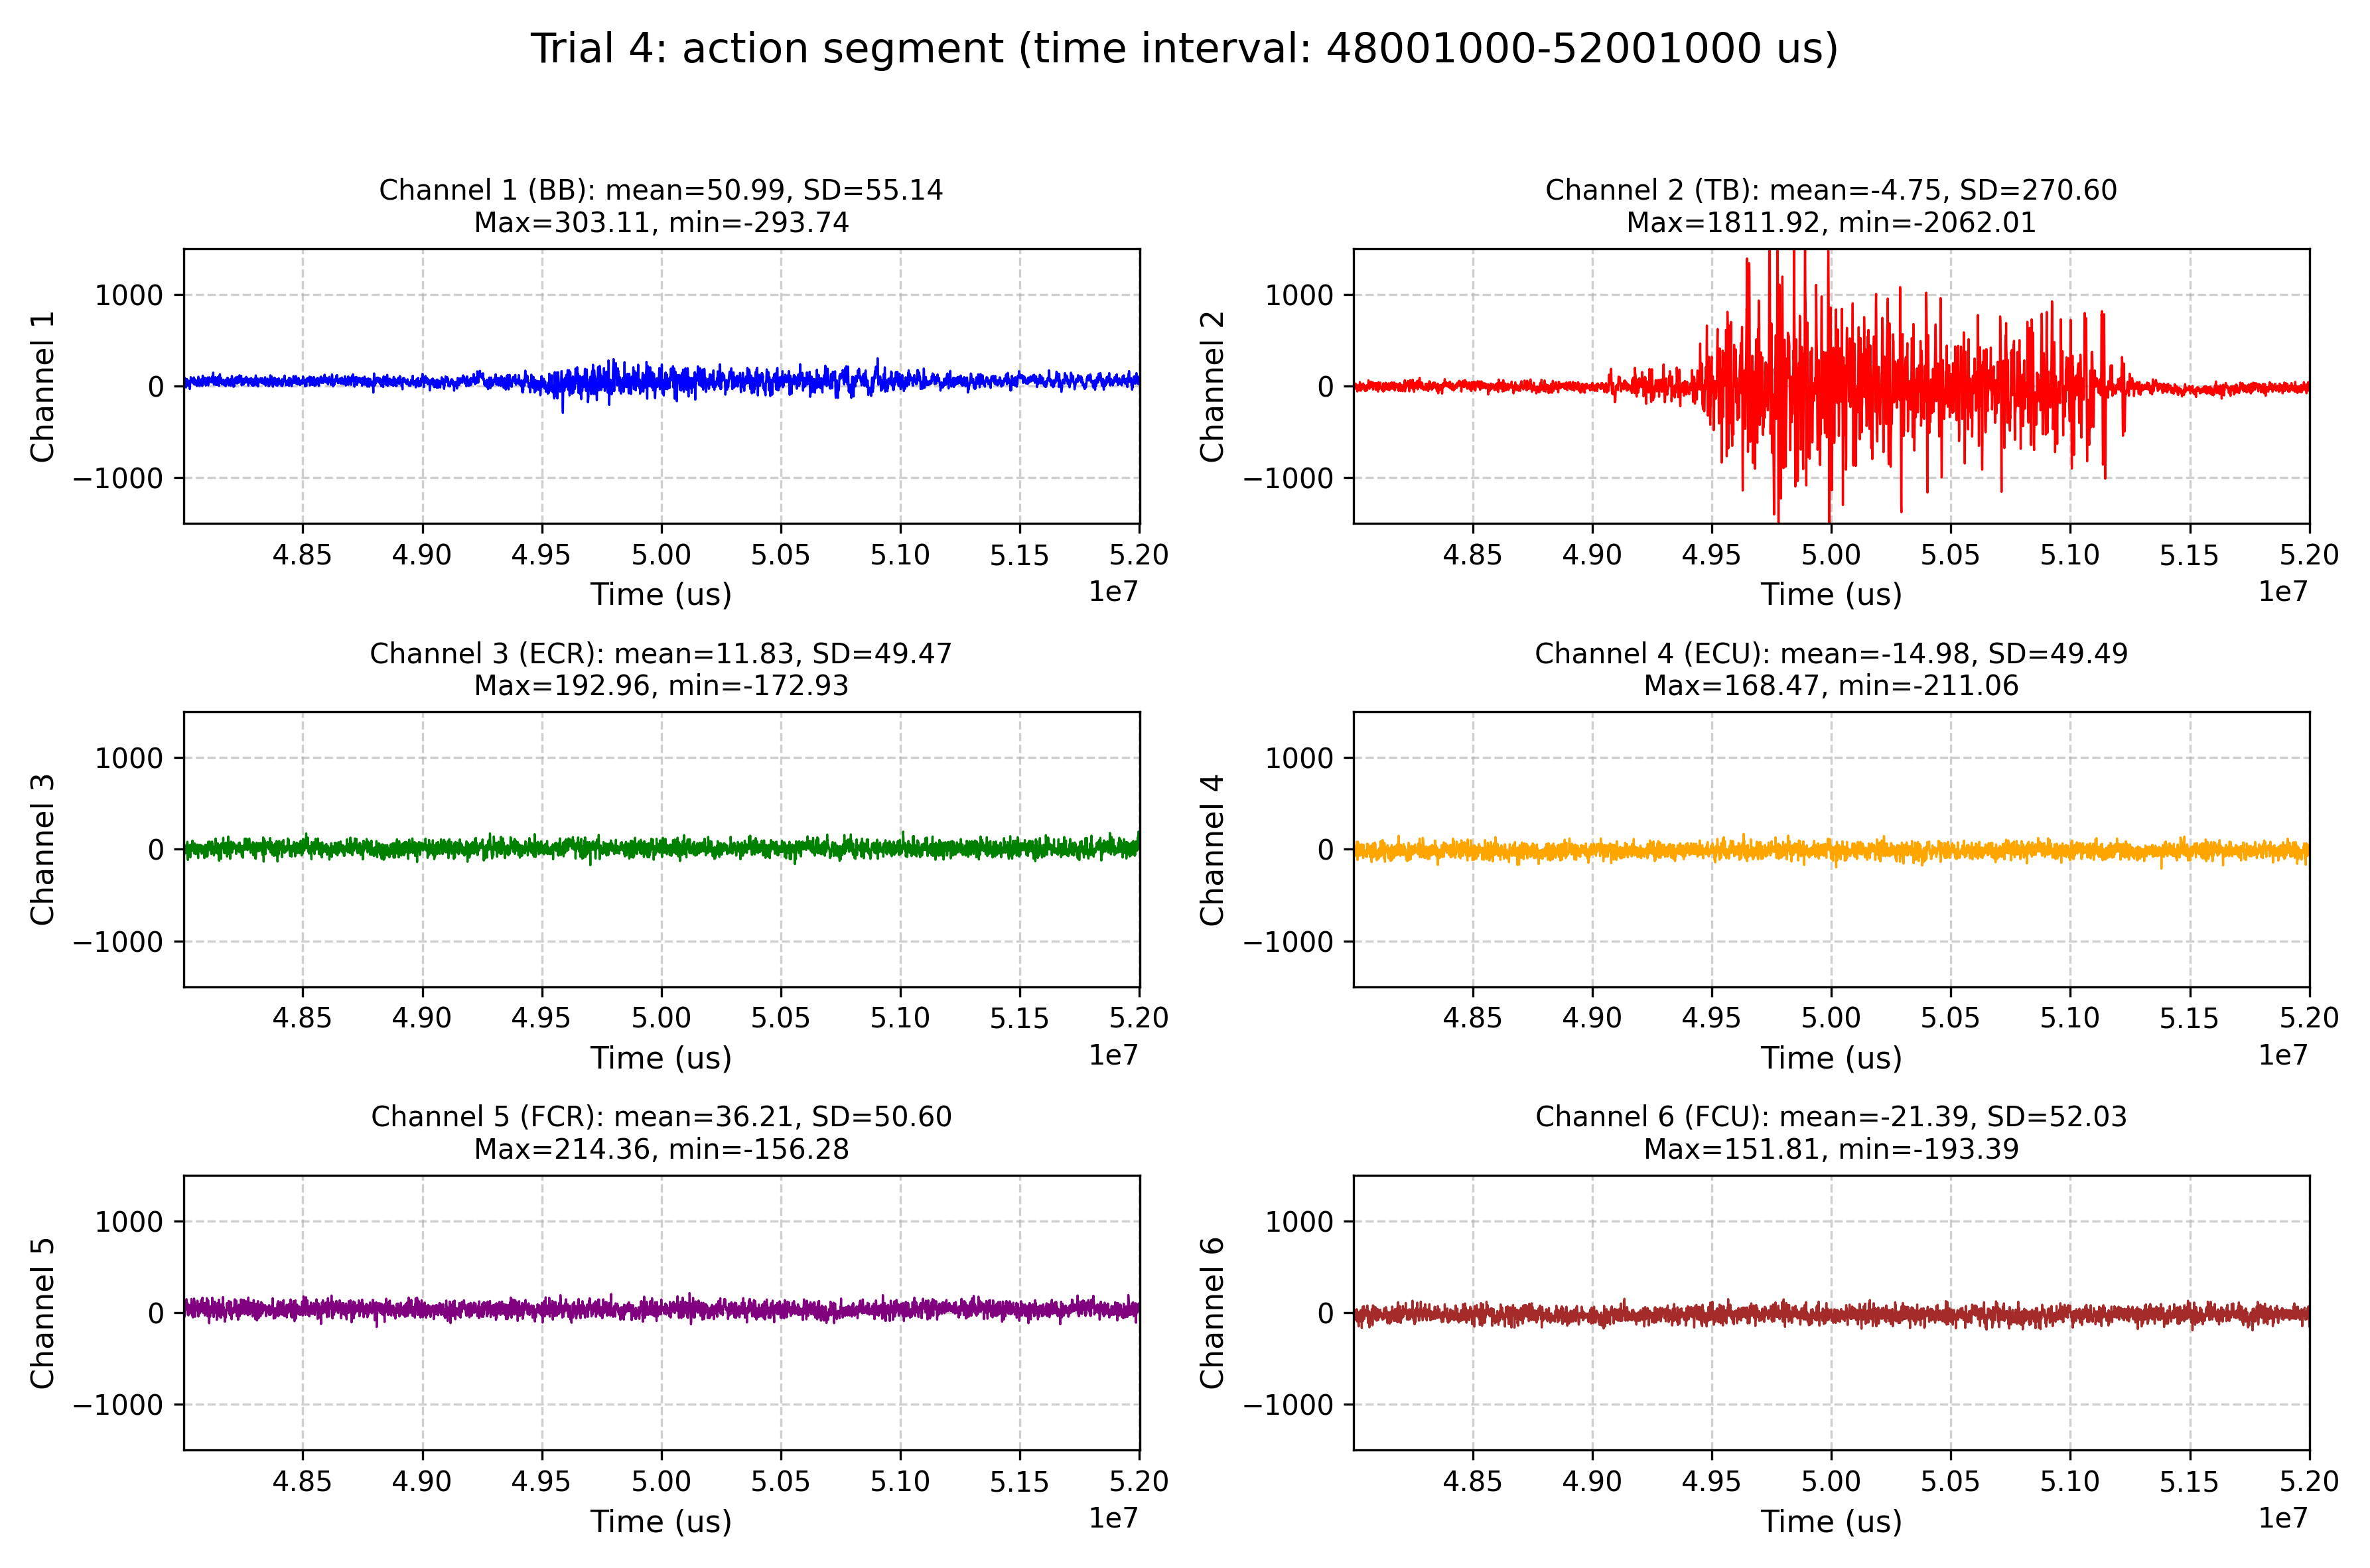 Trial 4: action segment (time interval: 48001000-52001000 us)
Channel 1 (BB): mean=50.99, SD=55.14
Max=303.11, min=-293.74
Channel 1
1000
0
−1000
4.85 4.90 4.95 5.00 5.05 5.10 5.15 5.20
Time (us)
1e7
Channel 2 (TB): mean=-4.75, SD=270.60
Max=1811.92, min=-2062.01
Channel 2
1000
0
−1000
4.85 4.90 4.95 5.00 5.05 5.10 5.15 5.20
Time (us)
1e7
Channel 3 (ECR): mean=11.83, SD=49.47
Max=192.96, min=-172.93
Channel 3
1000
0
−1000
4.85 4.90 4.95 5.00 5.05 5.10 5.15 5.20
Time (us)
1e7
Channel 4 (ECU): mean=-14.98, SD=49.49
Max=168.47, min=-211.06
Channel 4
1000
0
−1000
4.85 4.90 4.95 5.00 5.05 5.10 5.15 5.20
Time (us)
1e7
Channel 5 (FCR): mean=36.21, SD=50.60
Max=214.36, min=-156.28
Channel 5
1000
0
−1000
4.85 4.90 4.95 5.00 5.05 5.10 5.15 5.20
Time (us)
1e7
Channel 6 (FCU): mean=-21.39, SD=52.03
Max=151.81, min=-193.39
Channel 6
1000
0
−1000
4.85 4.90 4.95 5.00 5.05 5.10 5.15 5.20
Time (us)
1e7